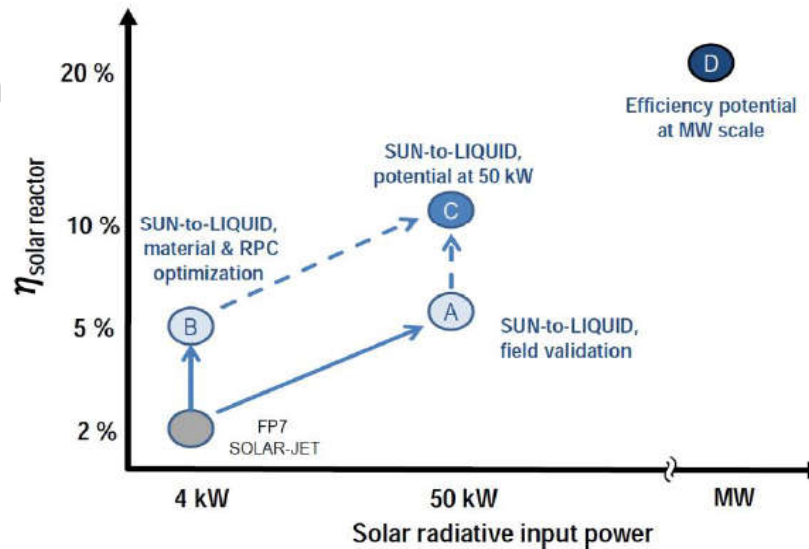 20 %
D
Efficiency potential
at MW scale
SUN-to-LIQUID,
potential at 50 kW
C
10 %
SUN-to-LIQUID,
material & RPC
optimization
η solar reactor
B
A
5 %
SUN-to-LIQUID,
field validation
2 %
FP7
SOLAR-JET
4 kW
50 kW
MW
Solar radiative input power